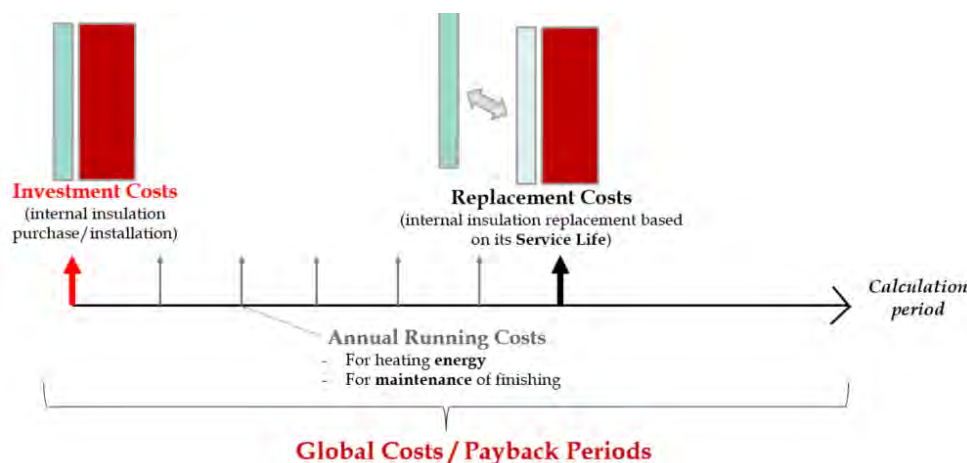 Investment Costs
(internal insulation
purchase/installation)
Replacement Costs
(internal insulation replacement based
on its Service Life)
Calculation
period
Annual Running Costs
- For heating energy
- For maintenance of finishing
Global Costs / Payback Periods